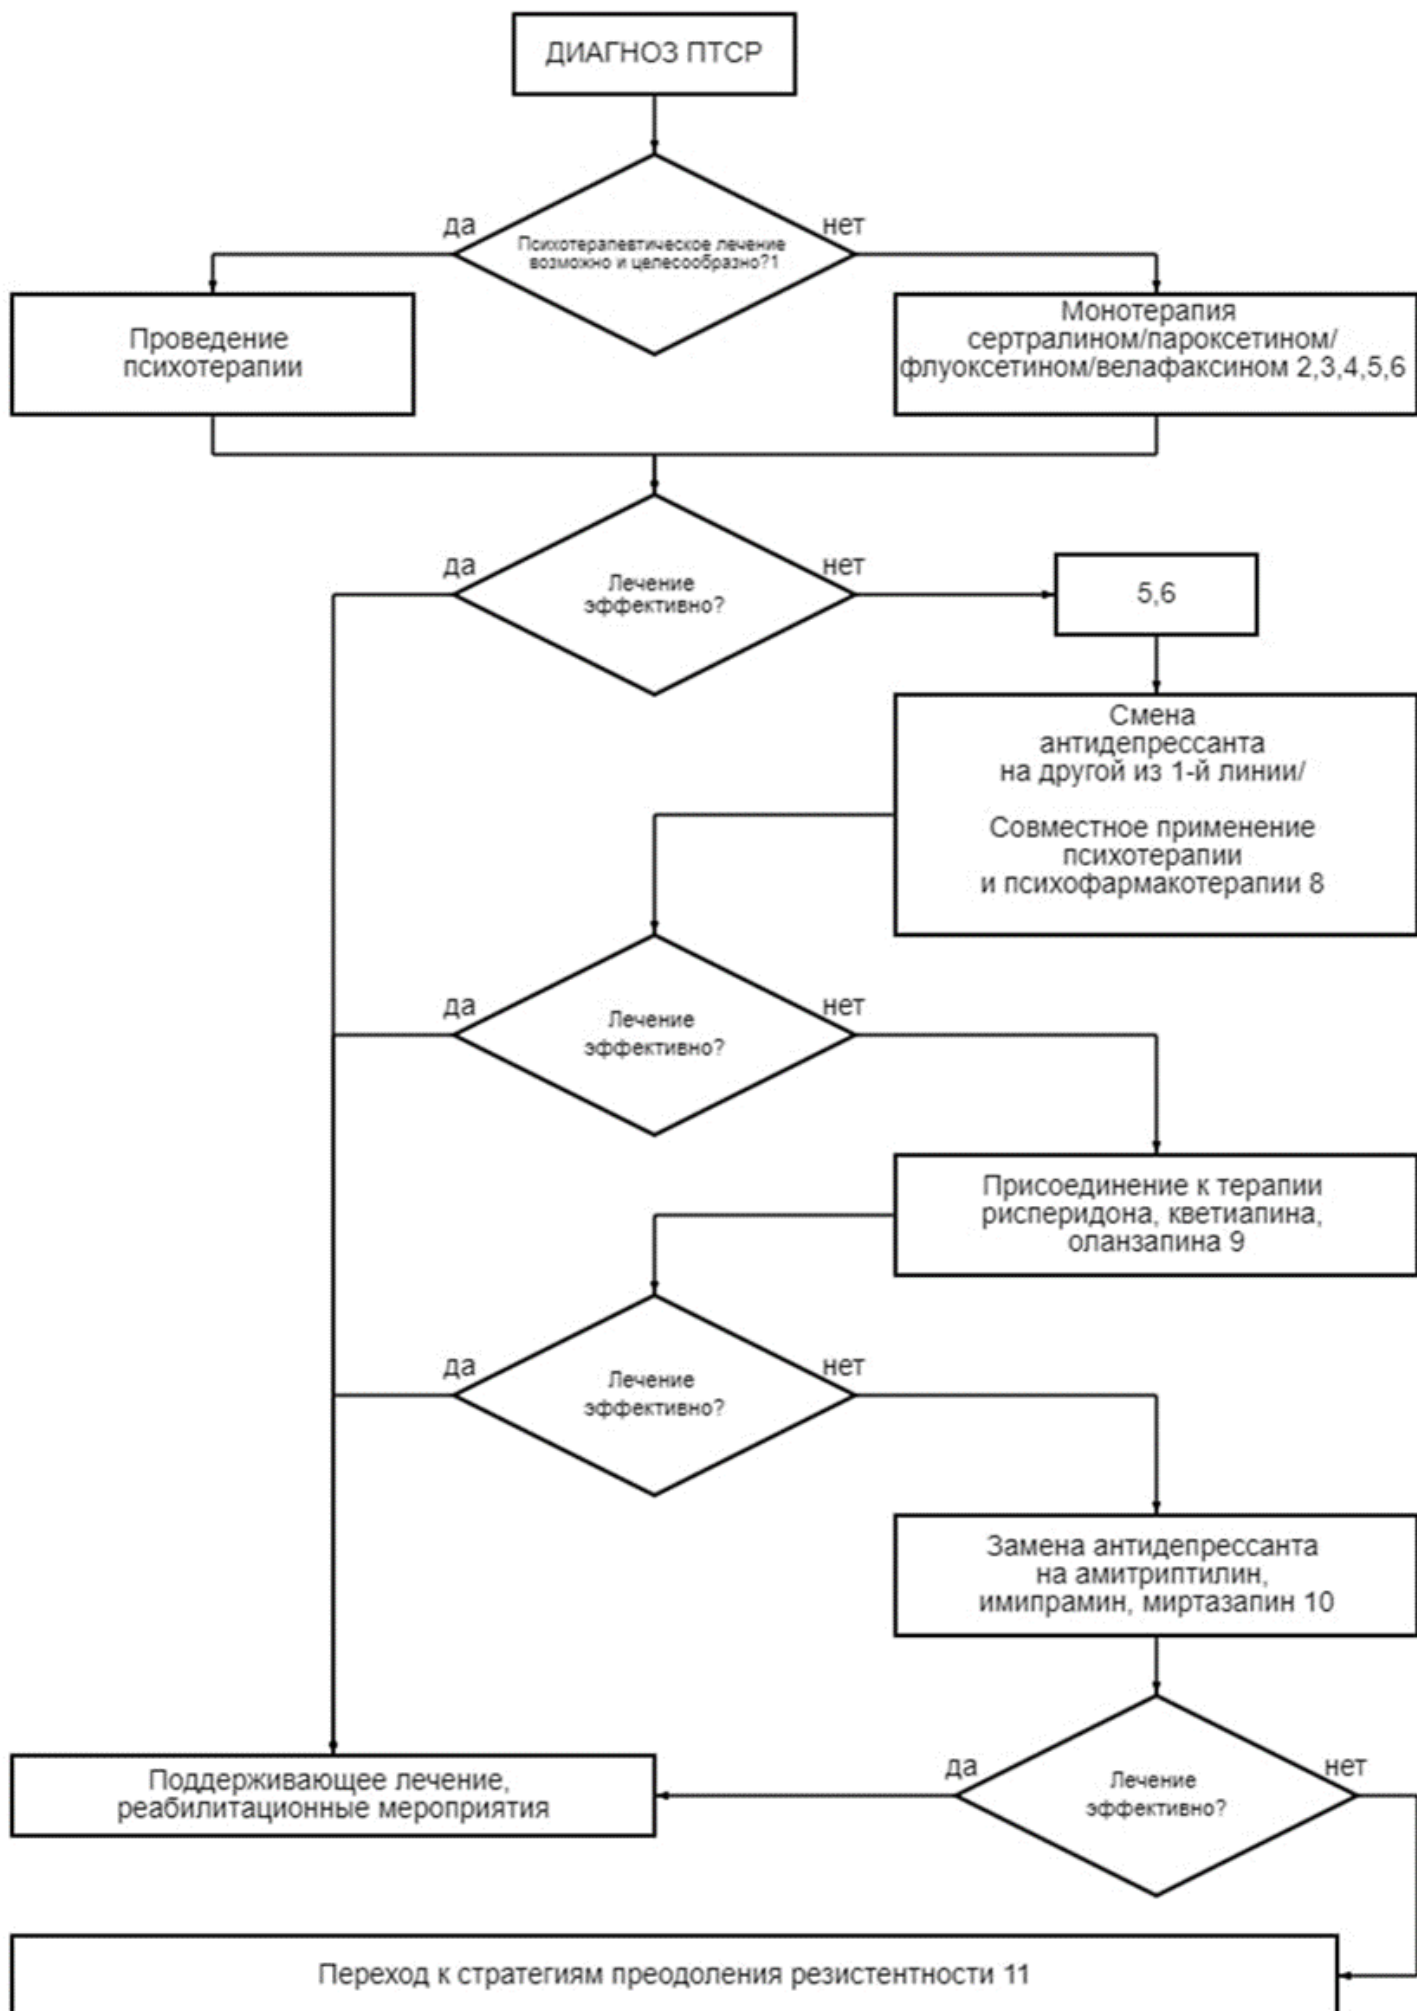 ДИАГНОЗ ПТСР
да
нет
Психотерапевтическое лечение
возможно и целесообразно?1
Проведение
психотерапии
Монотерапия
сертралином/пароксетином/
флуоксетином/велафаксином 2,3,4,5,6
да
нет
Лечение
эффективно?
5,6
Смена
антидепрессанта
на другой из 1-й линии/
Совместное применение
психотерапии
и психофармакотерапии 8
да
нет
Лечение
эффективно?
Присоединение к терапии
рисперидона, кветиапина,
оланзапина 9
да
нет
Лечение
эффективно?
Замена антидепрессанта
на амитриптилин,
имипрамин, миртазапин 10
Поддерживающее лечение,
реабилитационные мероприятия
да
нет
Лечение
эффективно?
Переход к стратегиям преодоления резистентности 11